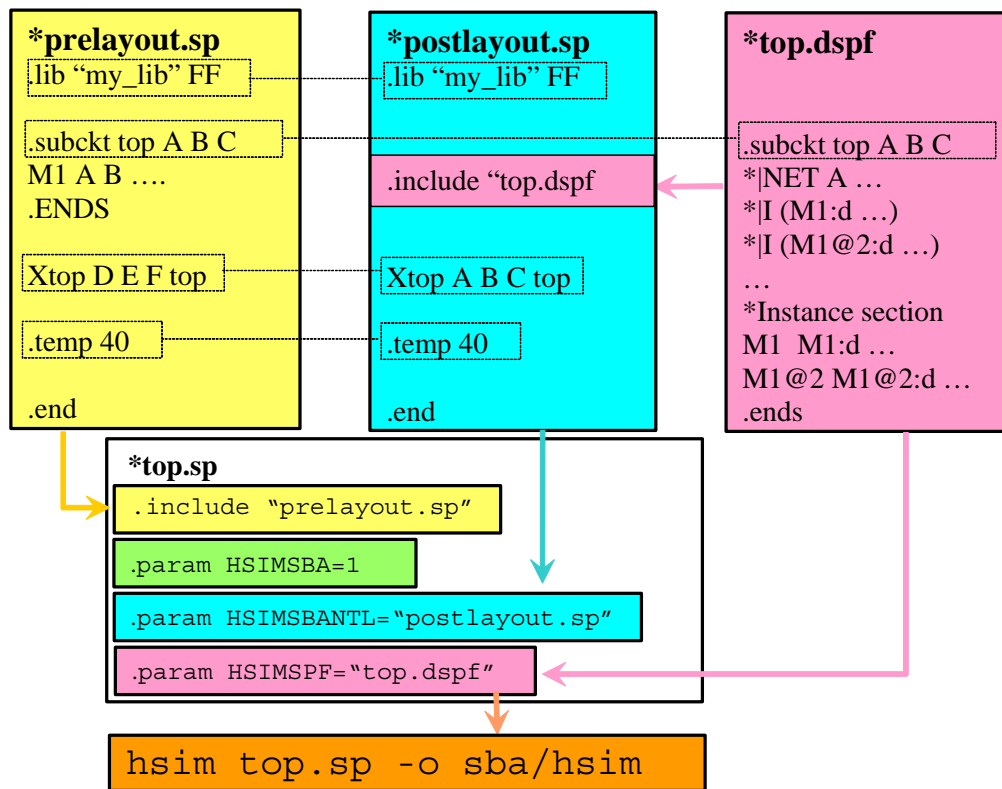 *prelayout.sp
.lib “my_lib” FF
.subckt top A B C
M1 A B ….
.ENDS
Xtop D E F top
.temp 40
.end
*postlayout.sp
.lib “my_lib” FF
.include “top.dspf
Xtop A B C top
.temp 40
.end
*top.dspf
.subckt top A B C
*|NET A …
*|I (M1:d …)
*|I (M1@2:d …)
…
*Instance section
M1 M1:d …
M1@2 M1@2:d …
.ends
*top.sp
.include “prelayout.sp”
.param HSIMSBA=1
.param HSIMSBANTL=“postlayout.sp”
.param HSIMSPF=“top.dspf”
hsim top.sp -o sba/hsim